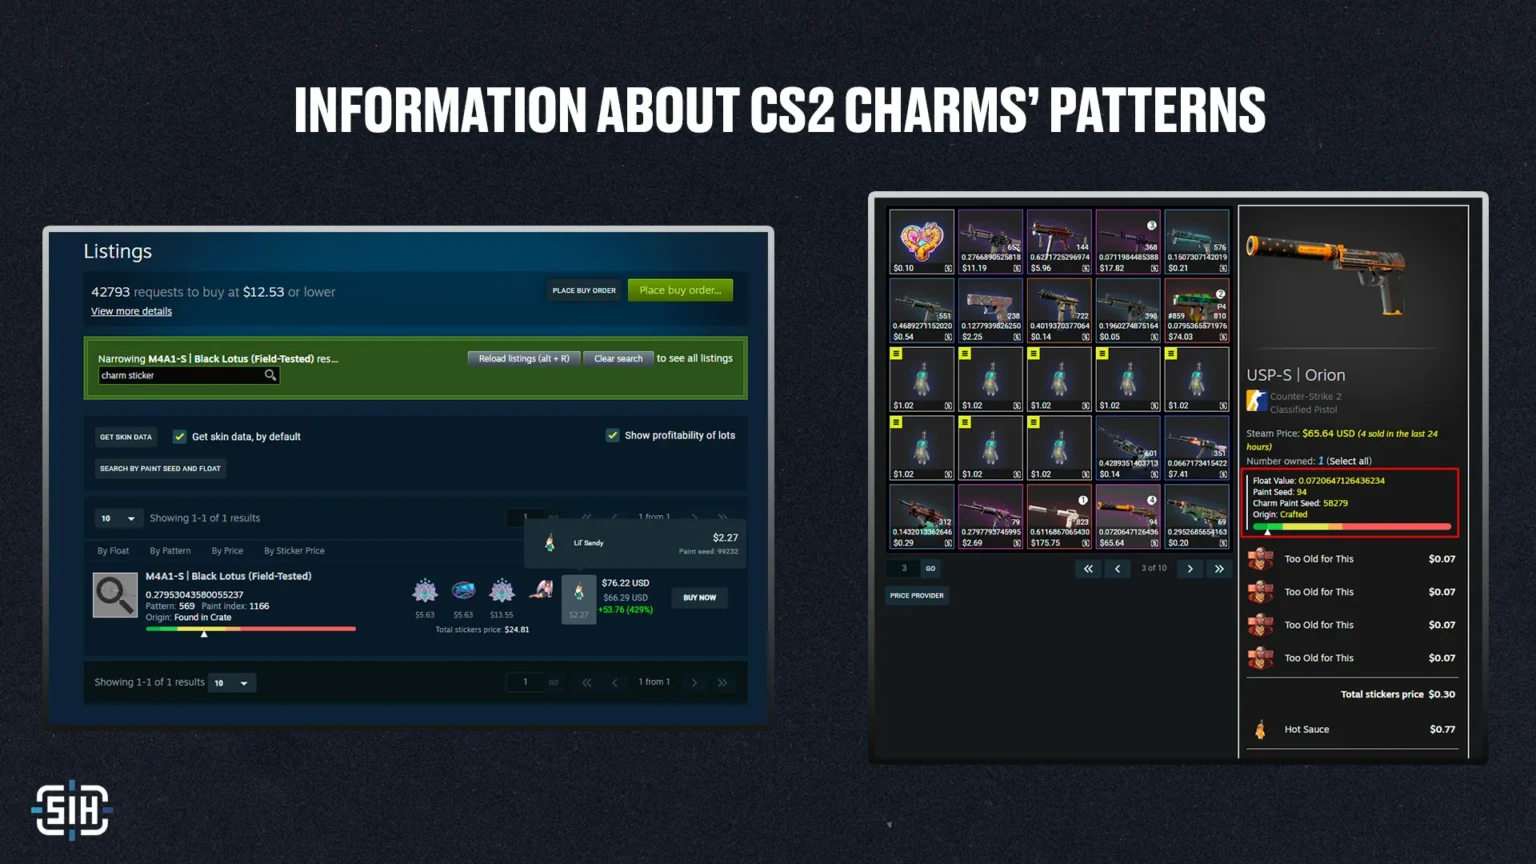 INFORMATION ABOUT CS2 CHARMS' PATTERNS
Listings
42793 requests to buy at $12.53 or lower
PLACE BUY ORDER
Place buy order...
View more details
Narrowing M4A1-S | Black Lotus (Field-Tested) res...
Reload listings (alt + R)
Clear search
to see all listings
charm sticker
GET SKIN DATA
Get skin data, by default
Show profitability of lots
SEARCH BY PAINT SEED AND FLOAT
10
Showing 1-1 of 1 results
By Float
By Pattern
By Price
By Sticker Price
Lil' Sandy
$2.27
Paint seed: 99232
M4A1-S | Black Lotus (Field-Tested)
0.27953043580055237
Pattern: 569 Paint index: 1166
Origin: Found in Crate
$5.63
$5.63
$13.55
$2.27
Total stickers price: $24.81
$76.22 USD
$66.29 USD
+53.76 (429%)
BUY NOW
Showing 1-1 of 1 results
10
1
GO
1 from 1
$0.10
652
0.2766890525818
$11.19
144
0.6271725296974
$5.96
3
368
0.0711984485388
$17.82
576
0.1507307142019
$0.21
551
0.4689271152020
$0.54
238
0.1277939826250
$2.25
722
0.4019370377064
$0.14
398
0.1960274875164
$0.05
2
P4
#859 810
0.0795365571976
$74.03
$1.02
$1.02
$1.02
$1.02
$1.02
$1.02
$1.02
$1.02
601
0.4289351403713
$0.14
351
0.0667173415422
$7.41
312
0.1432013362646
$0.29
79
0.2797793745995
$2.69
1
823
0.6116867065430
$175.75
4
94
0.0720647126436
$65.64
69
0.2952685654163
$0.20
3
GO
3 of 10
PRICE PROVIDER
USP-S | Orion
Counter-Strike 2
Classified Pistol
Steam Price: $65.64 USD (4 sold in the last 24
hours)
Number owned: 1 (Select all)
Float Value: 0.0720647126436234
Paint Seed: 94
Charm Paint Seed: 58279
Origin: Crafted
Too Old for This $0.07
Too Old for This $0.07
Too Old for This $0.07
Too Old for This $0.07
Total stickers price $0.30
Hot Sauce $0.77
SIH